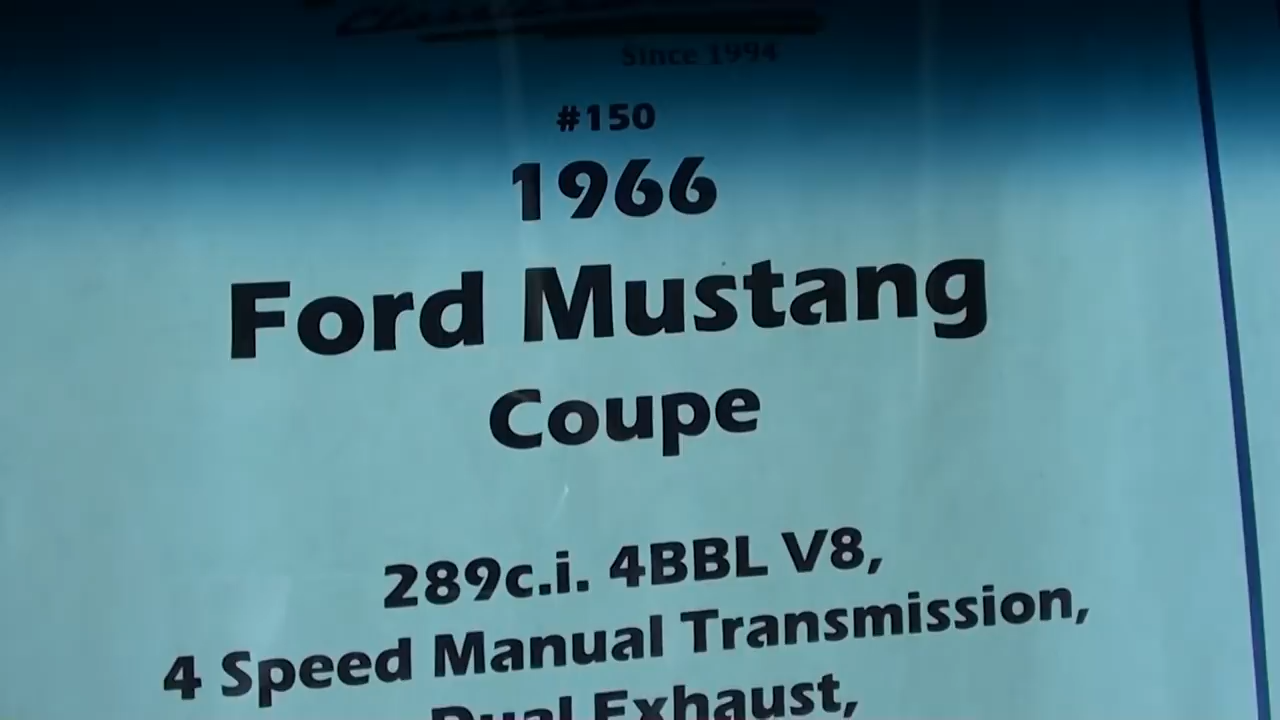 Since 1994
#150
1966
Ford Mustang
Coupe
289c.i. 4BBL V8,
4 Speed Manual Transmission,
Dual Exhaust,